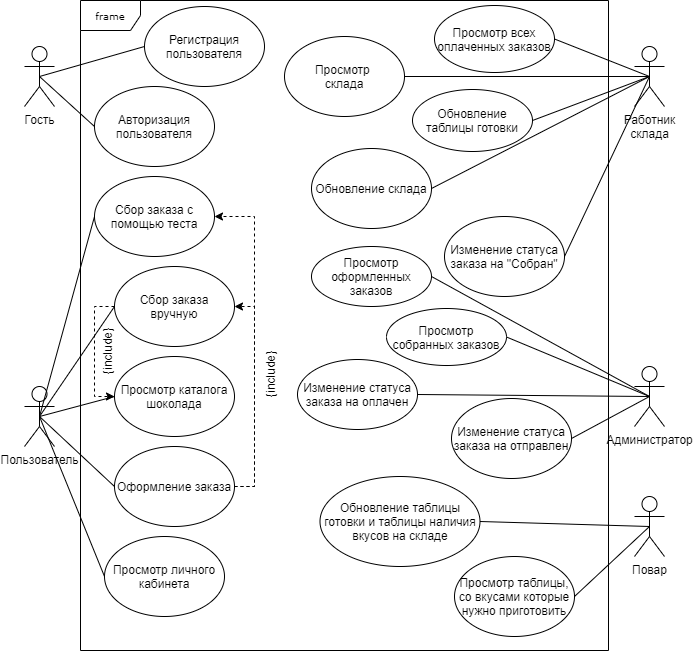 frame
Регистрация
пользователя
Гость
Авторизация
пользователя
Сбор заказа с
помощью теста
Сбор заказа
вручную
{include}
{include}
Просмотр каталога
шоколада
Пользователь
Оформление заказа
Просмотр личного
кабинета
Просмотр всех
оплаченных заказов
Просмотр
склада
Обновление
таблицы готовки
Работник
склада
Обновление склада
Изменение статуса
заказа на "Собран"
Просмотр
оформленных
заказов
Просмотр
собранных заказов
Изменение статуса
заказа на оплачен
Изменение статуса
заказа на отправлен
Администратор
Обновление таблицы
готовки и таблицы наличия
вкусов на складе
Повар
Просмотр таблицы,
со вкусами которые
нужно приготовить